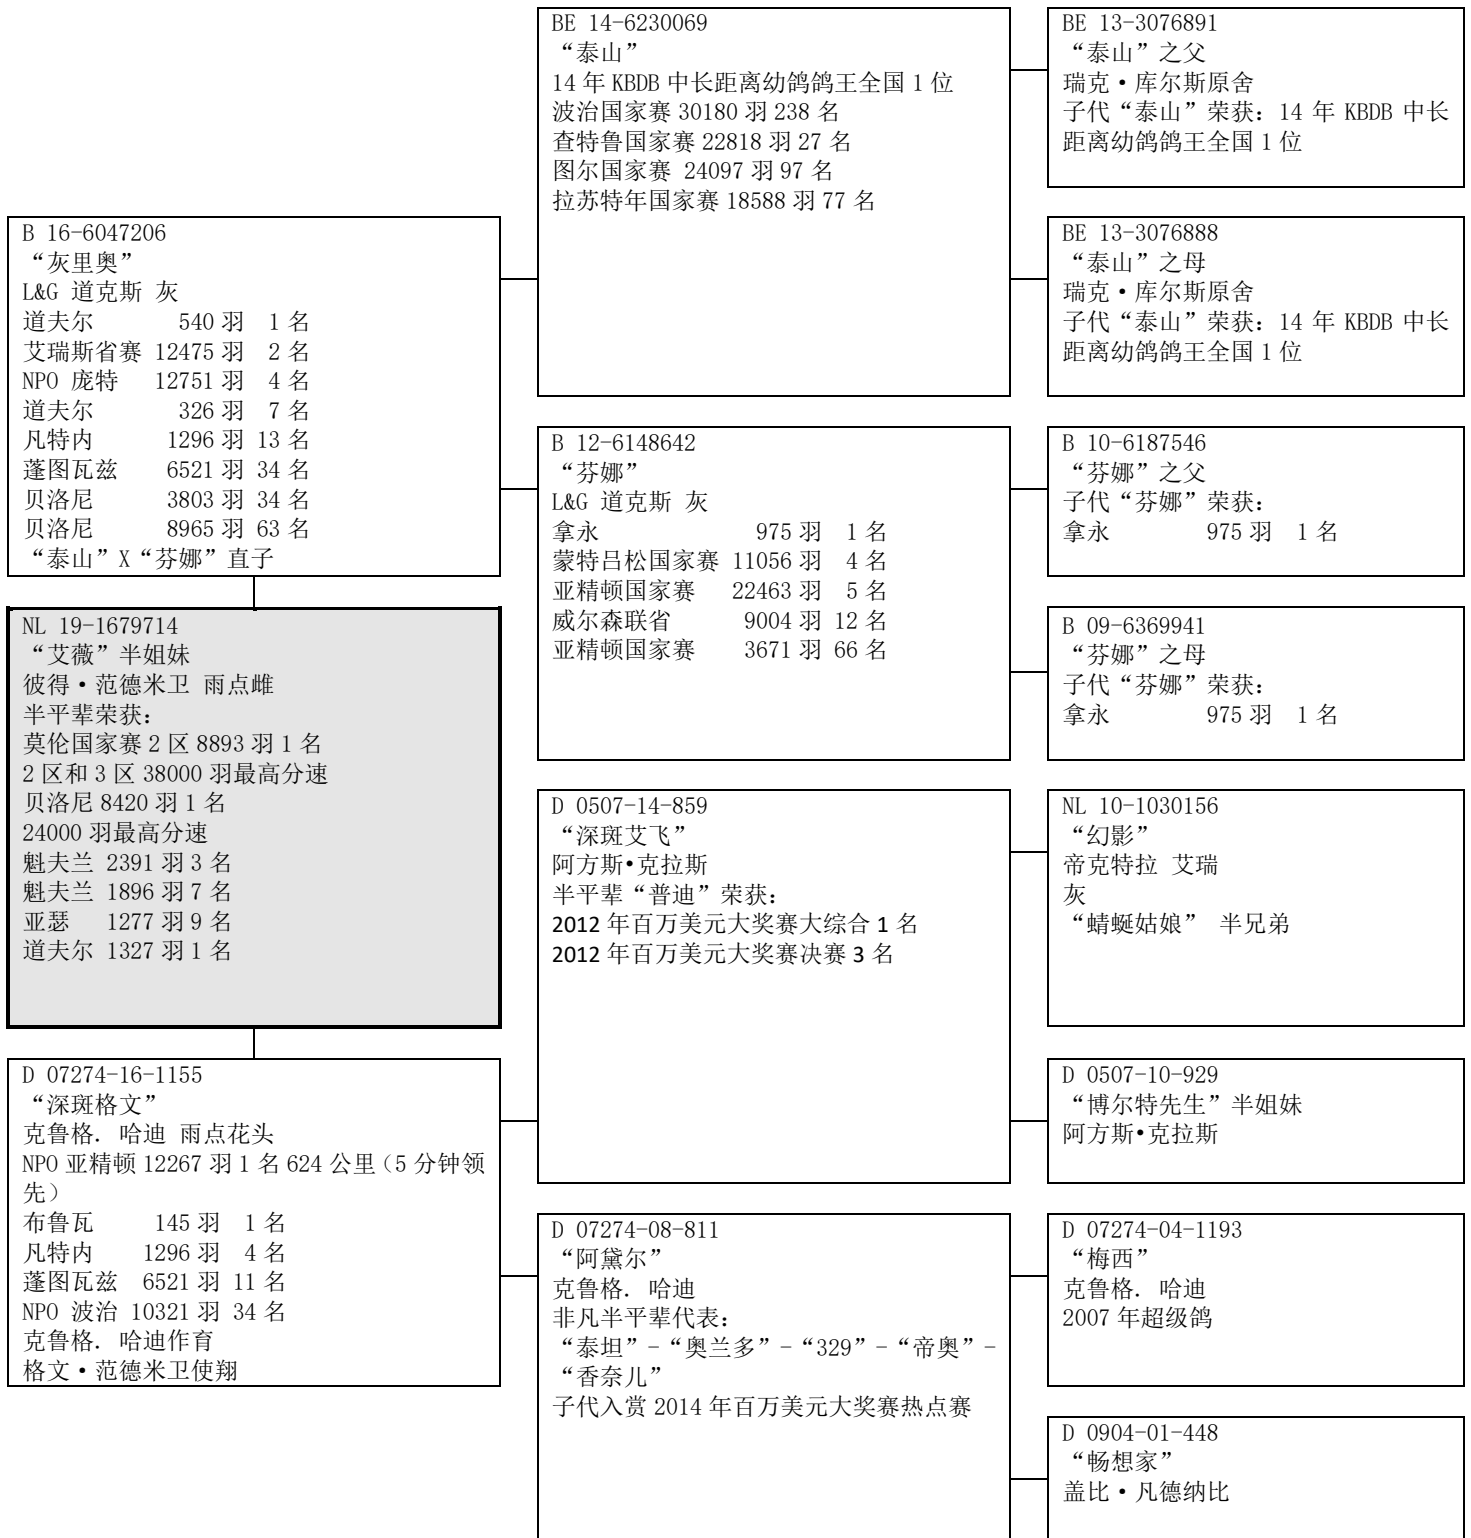 B 16-6047206
“灰里奥”
L&G 道克斯 灰
道夫尔 540 羽 1 名
艾瑞斯省赛 12475 羽 2 名
NPO 庞特 12751 羽 4 名
道夫尔 326 羽 7 名
凡特内 1296 羽 13 名
蓬图瓦兹 6521 羽 34 名
贝洛尼 3803 羽 34 名
贝洛尼 8965 羽 63 名
“泰山”X“芬娜”直子
NL 19-1679714
“艾薇”半姐妹
彼得·范德米卫 雨点雌
半平辈荣获：
莫伦国家赛 2 区 8893 羽 1 名
2 区和 3 区 38000 羽最高分速
贝洛尼 8420 羽 1 名
24000 羽最高分速
魁夫兰 2391 羽 3 名
魁夫兰 1896 羽 7 名
亚瑟 1277 羽 9 名
道夫尔 1327 羽 1 名
D 07274-16-1155
“深斑格文”
克鲁格. 哈迪 雨点花头
NPO 亚精顿 12267 羽 1 名 624 公里（5 分钟领
先）
布鲁瓦 145 羽 1 名
凡特内 1296 羽 4 名
蓬图瓦兹 6521 羽 11 名
NPO 波治 10321 羽 34 名
克鲁格. 哈迪作育
格文·范德米卫使翔
BE 14-6230069
“泰山”
14 年 KBDB 中长距离幼鸽鸽王全国 1 位
波治国家赛 30180 羽 238 名
查特鲁国家赛 22818 羽 27 名
图尔国家赛 24097 羽 97 名
拉苏特年国家赛 18588 羽 77 名
B 12-6148642
“芬娜”
L&G 道克斯 灰
拿永 975 羽 1 名
蒙特吕松国家赛 11056 羽 4 名
亚精顿国家赛 22463 羽 5 名
威尔森联省 9004 羽 12 名
亚精顿国家赛 3671 羽 66 名
D 0507-14-859
“深斑艾飞”
阿方斯•克拉斯
半平辈“普迪”荣获：
2012 年百万美元大奖赛大综合 1 名
2012 年百万美元大奖赛决赛 3 名
D 07274-08-811
“阿黛尔”
克鲁格. 哈迪
非凡半平辈代表：
“泰坦”-“奥兰多”-“329”-“帝奥”-
“香奈儿”
子代入赏 2014 年百万美元大奖赛热点赛
BE 13-3076891
“泰山”之父
瑞克·库尔斯原舍
子代“泰山”荣获：14 年 KBDB 中长
距离幼鸽鸽王全国 1 位
BE 13-3076888
“泰山”之母
瑞克·库尔斯原舍
子代“泰山”荣获：14 年 KBDB 中长
距离幼鸽鸽王全国 1 位
B 10-6187546
“芬娜”之父
子代“芬娜”荣获：
拿永 975 羽 1 名
B 09-6369941
“芬娜”之母
子代“芬娜”荣获：
拿永 975 羽 1 名
NL 10-1030156
“幻影”
帝克特拉 艾瑞
灰
“蜻蜓姑娘” 半兄弟
D 0507-10-929
“博尔特先生”半姐妹
阿方斯•克拉斯
D 07274-04-1193
“梅西”
克鲁格. 哈迪
2007 年超级鸽
D 0904-01-448
“畅想家”
盖比·凡德纳比